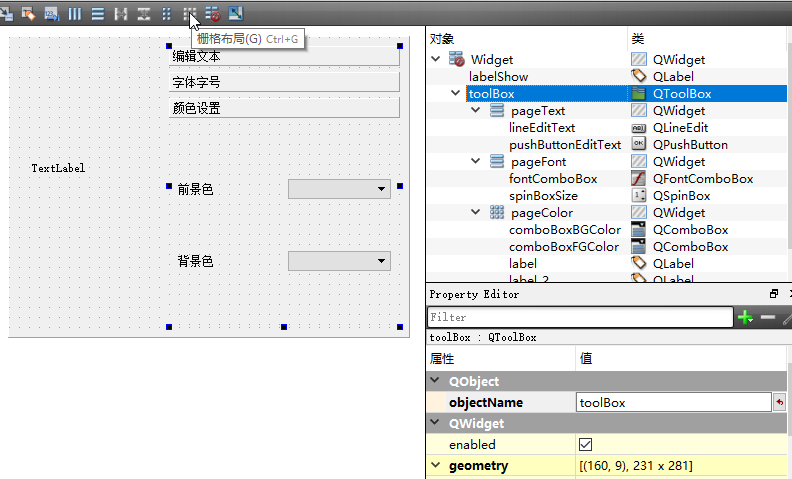 栅格布局(G) Ctrl+G
编辑文本
字体字号
颜色设置
TextLabel
前景色
背景色
对象 类
Widget QWidget
labelShow QLabel
toolBox QToolBox
pageText QWidget
lineEditText QLineEdit
pushButtonEditText QPushButton
pageFont QWidget
fontComboBox QFontComboBox
spinBoxSize QSpinBox
pageColor QWidget
comboBoxBGColor QComboBox
comboBoxFGColor QComboBox
label QLabel
label_2 QLabel
Property Editor
Filter
toolBox : QToolBox
属性 值
QObject
objectName toolBox
QWidget
enabled
geometry [(160, 9), 231 x 281]